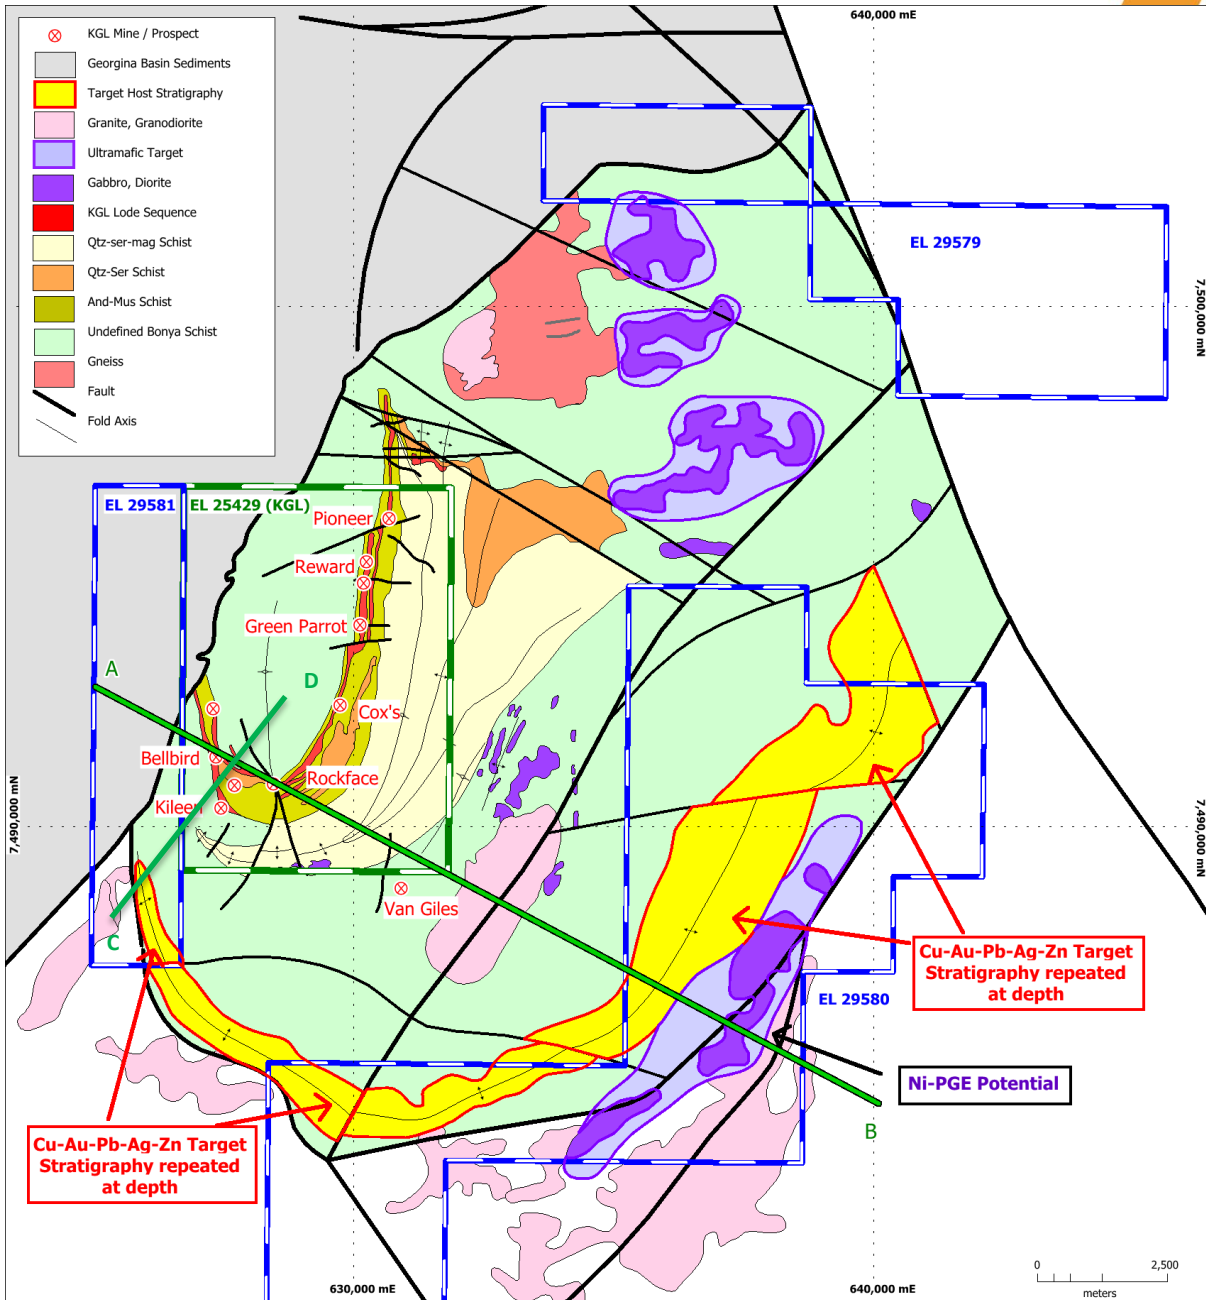 640,000 mE
KGL Mine / Prospect
Georgina Basin Sediments
Target Host Stratigraphy
Granite, Granodiorite
Ultramafic Target
Gabbro, Diorite
KGL Lode Sequence
Qtz-ser-mag Schist
Qtz-Ser Schist
And-Mus Schist
Undefined Bonya Schist
Gneiss
Fault
Fold Axis
EL 29579
7,500,000 mN
EL 29581
EL 25429 (KGL)
Pioneer
Reward
Green Parrot
A
D
Cox's
Bellbird
Rockface
Kileen
7,490,000 mN
7,490,000 mN
Van Giles
C
Cu-Au-Pb-Ag-Zn Target
Stratigraphy repeated
at depth
EL 29580
Ni-PGE Potential
B
Cu-Au-Pb-Ag-Zn Target
Stratigraphy repeated
at depth
630,000 mE
640,000 mE
0
2,500
meters